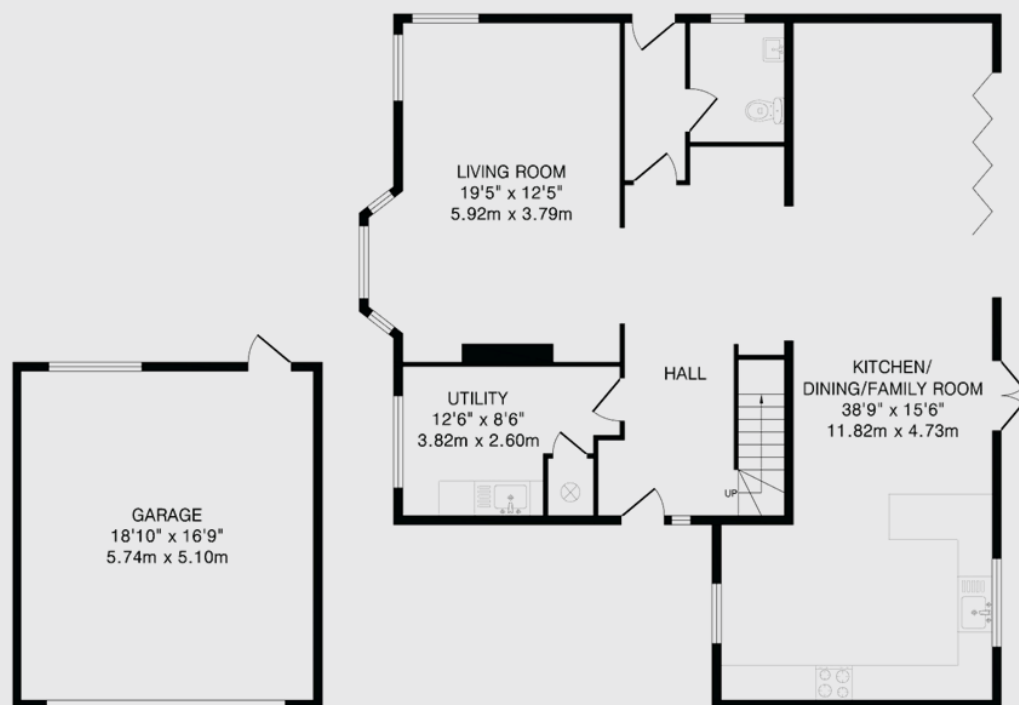 LIVING ROOM
19'5" x 12'5"
5.92m x 3.79m
HALL
KITCHEN/
DINING/FAMILY ROOM
38'9" x 15'6"
11.82m x 4.73m
UTILITY
12'6" x 8'6"
3.82m x 2.60m
UP
GARAGE
18'10" x 16'9"
5.74m x 5.10m